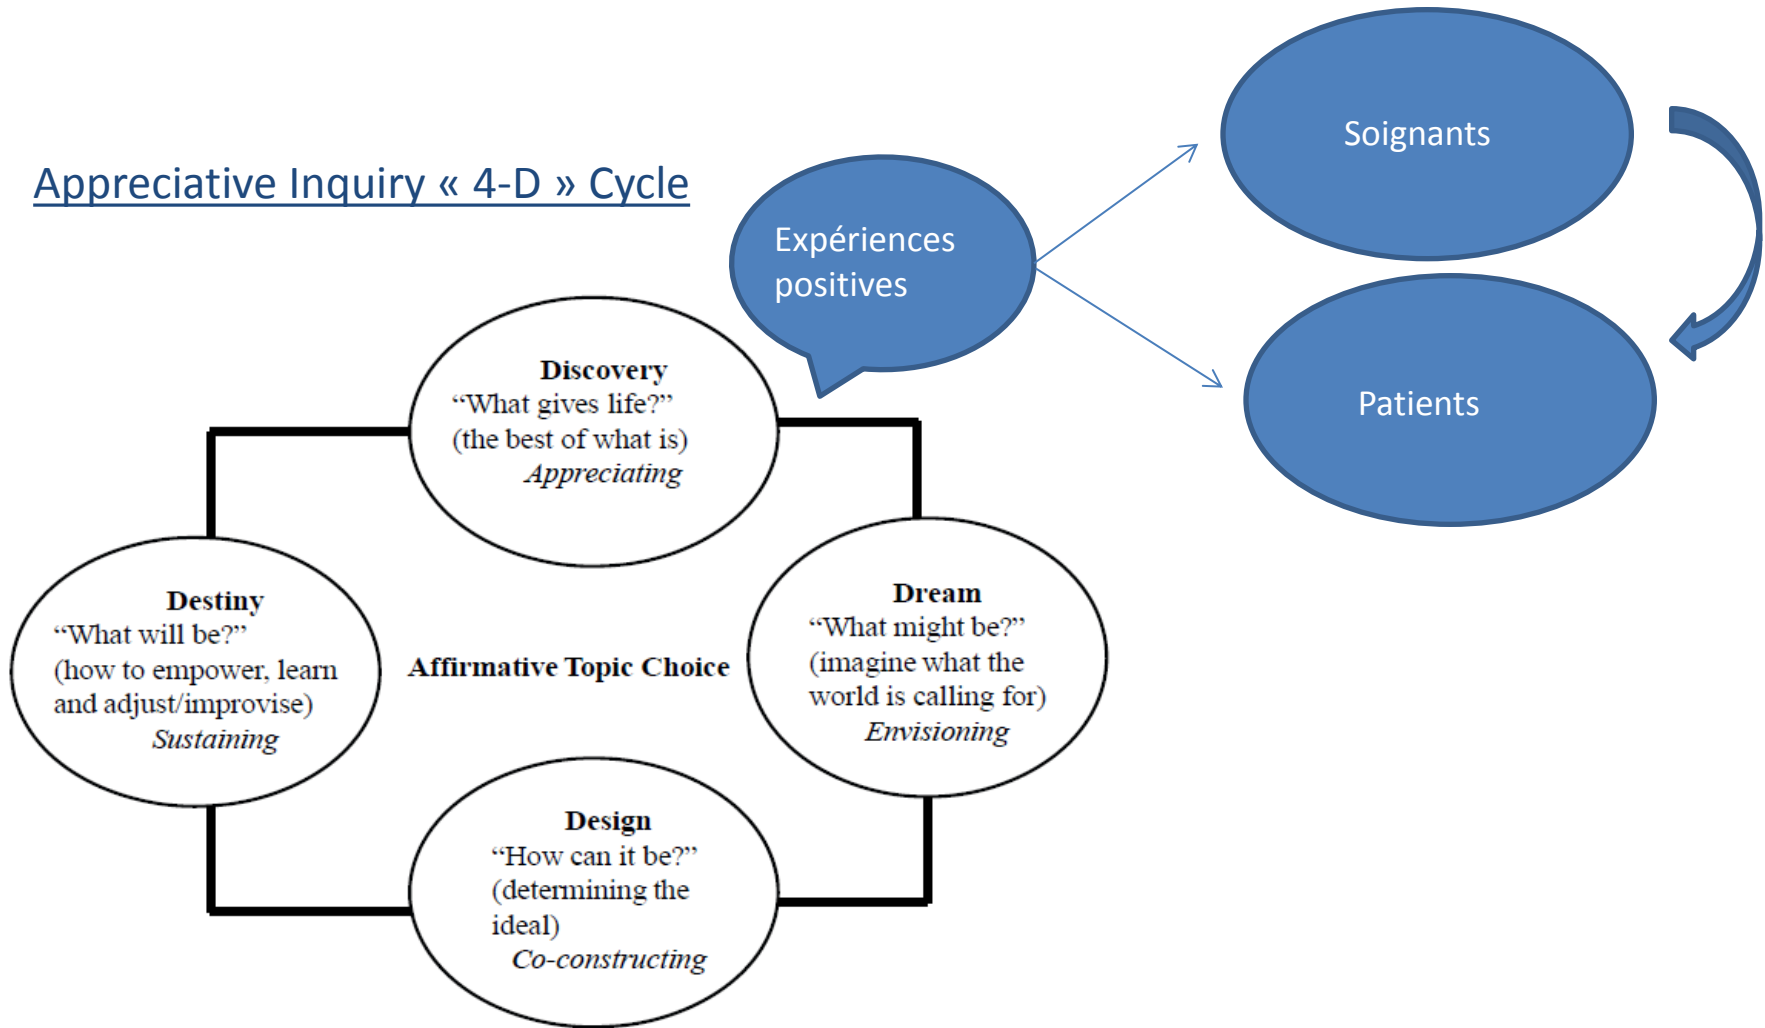 Appreciative Inquiry « 4-D » Cycle
Soignants
Expériences
positives
Patients
Discovery
“What gives life?”
(the best of what is)
Appreciating
Destiny
“What will be?”
(how to empower, learn
and adjust/improvise)
Sustaining
Affirmative Topic Choice
Dream
“What might be?”
(imagine what the
world is calling for)
Envisioning
Design
“How can it be?”
(determining the
ideal)
Co-constructing